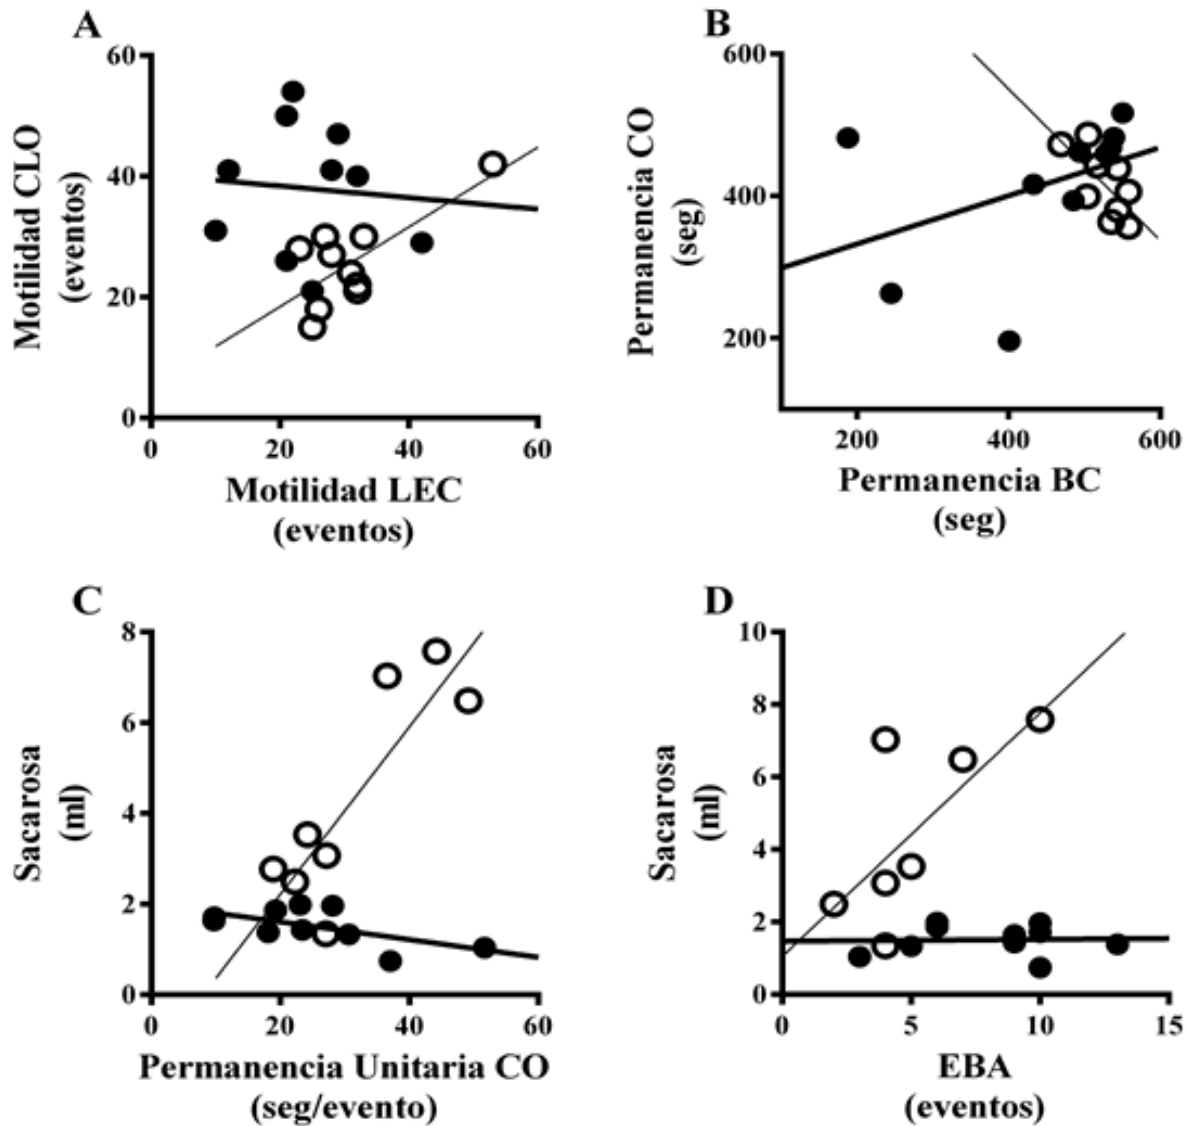 A
Motilidad CLO
(eventos)
60
40
20
0
0 20 40 60
Motilidad LEC
(eventos)
B
Permanencia CO
(seg)
600
400
200
200 400 600
Permanencia BC
(seg)
C
Sacarosa
(ml)
8
6
4
2
0
0 20 40 60
Permanencia Unitaria CO
(seg/evento)
D
Sacarosa
(ml)
10
8
6
4
2
0
0 5 10 15
EBA
(eventos)